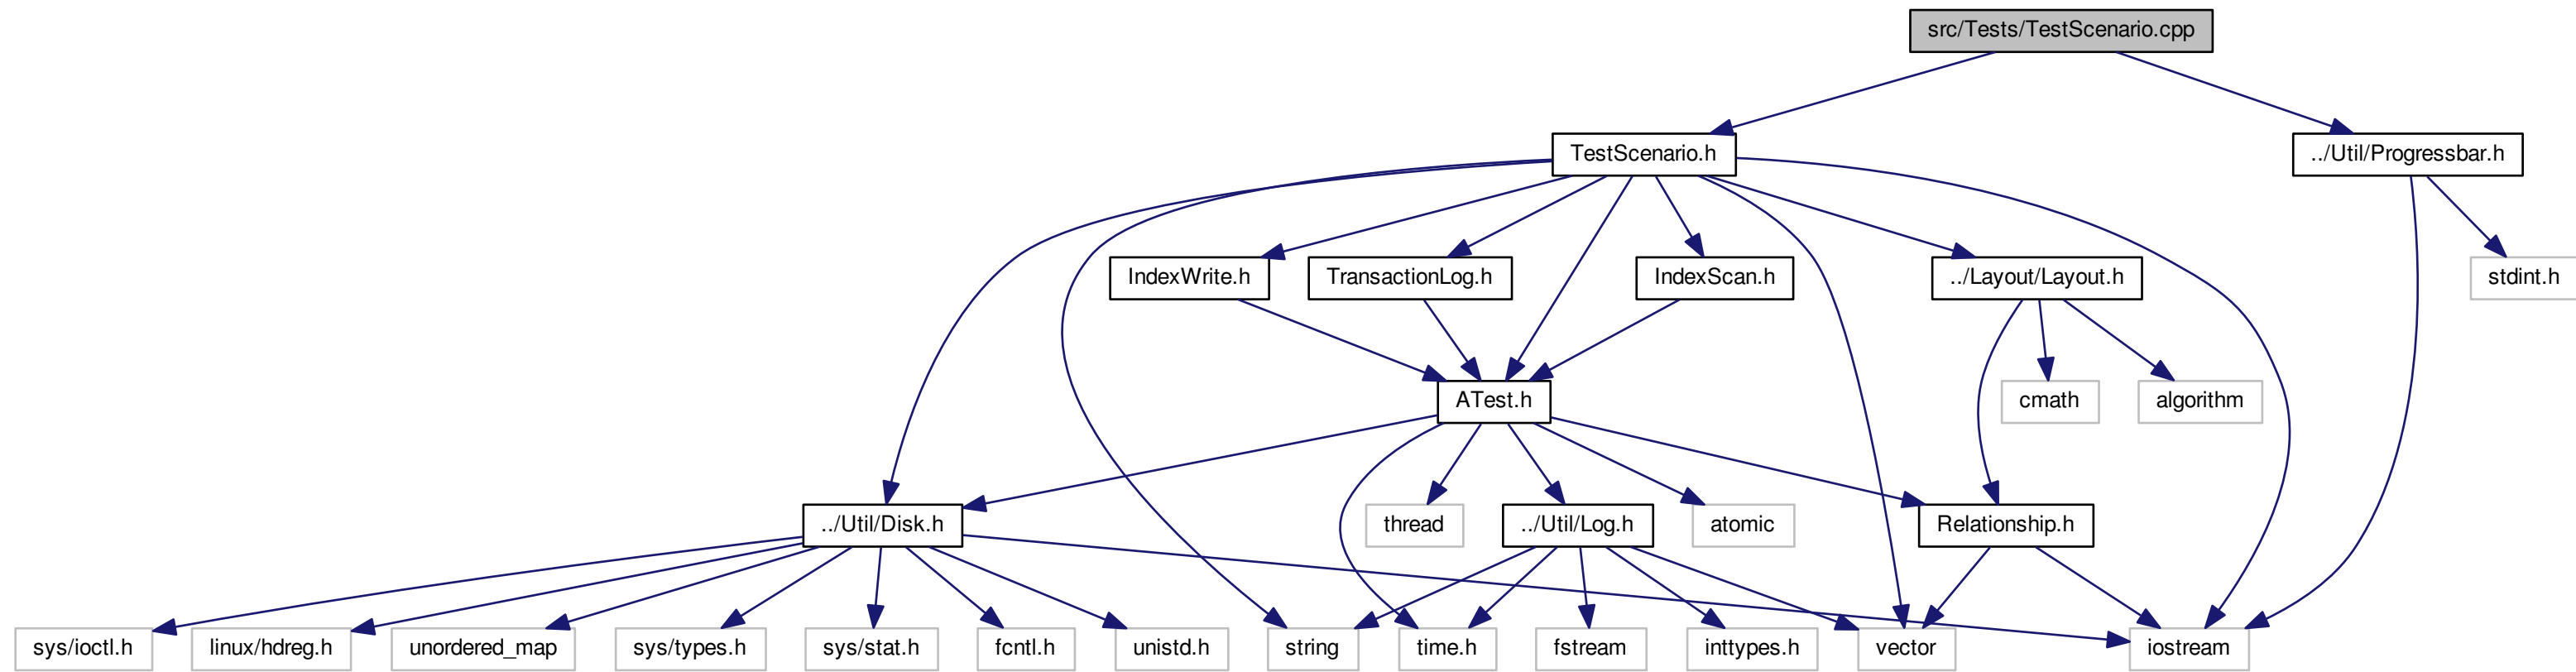 src/Tests/TestScenario.cpp
TestScenario.h
../Util/Progressbar.h
IndexWrite.h
TransactionLog.h
IndexScan.h
../Layout/Layout.h
stdint.h
ATest.h
cmath
algorithm
../Util/Disk.h
thread
../Util/Log.h
atomic
Relationship.h
sys/ioctl.h
linux/hdreg.h
unordered_map
sys/types.h
sys/stat.h
fcntl.h
unistd.h
string
time.h
fstream
inttypes.h
vector
iostream